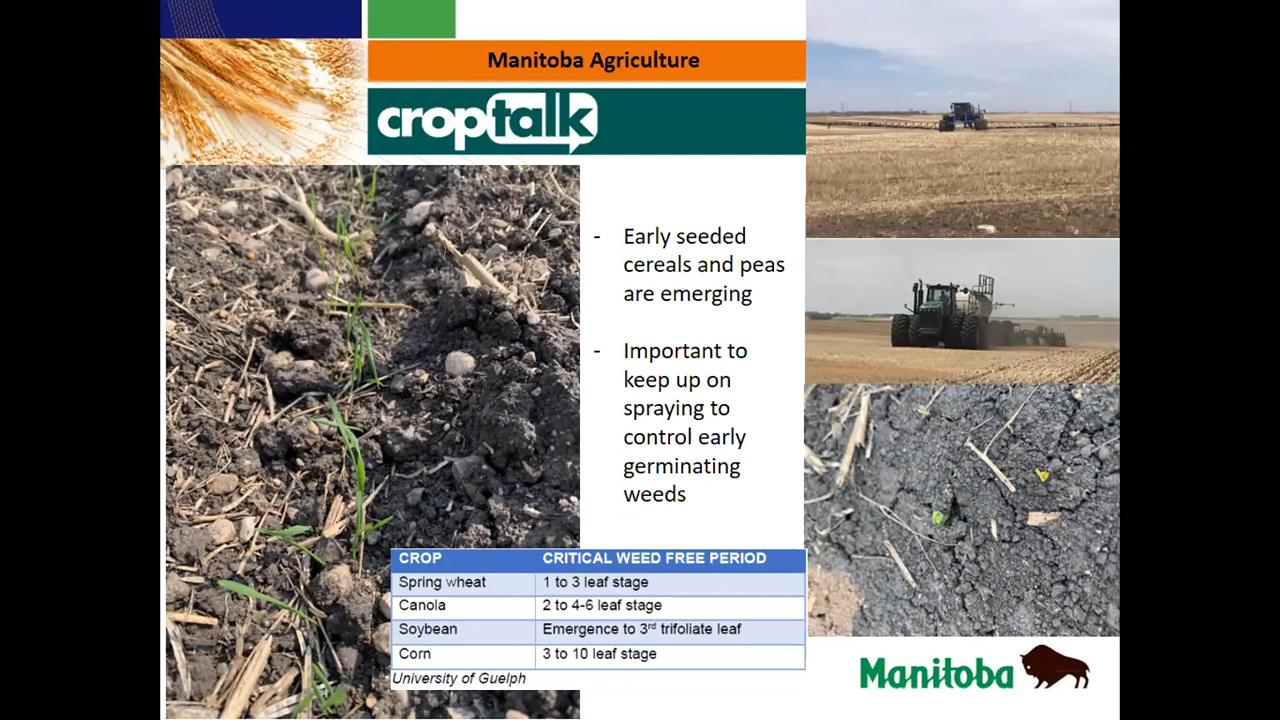 Manitoba Agriculture
croptalk
- Early seeded
cereals and peas
are emerging
- Important to
keep up on
spraying to
control early
germinating
weeds
CROP CRITICAL WEED FREE PERIOD
Spring wheat 1 to 3 leaf stage
Canola 2 to 4-6 leaf stage
Soybean Emergence to 3rd trifoliate leaf
Corn 3 to 10 leaf stage
University of Guelph
Manitoba